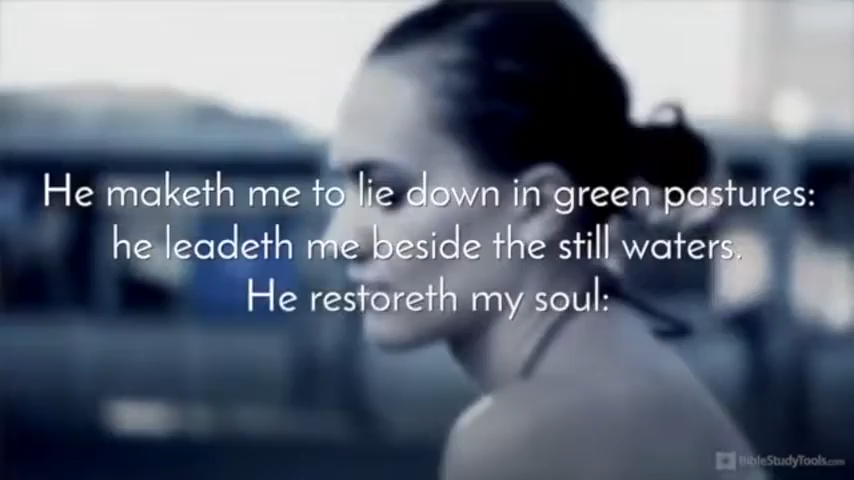 He maketh me to lie down in green pastures:
he leadeth me beside the still waters.
He restoreth my soul:
BibleStudyTools.com